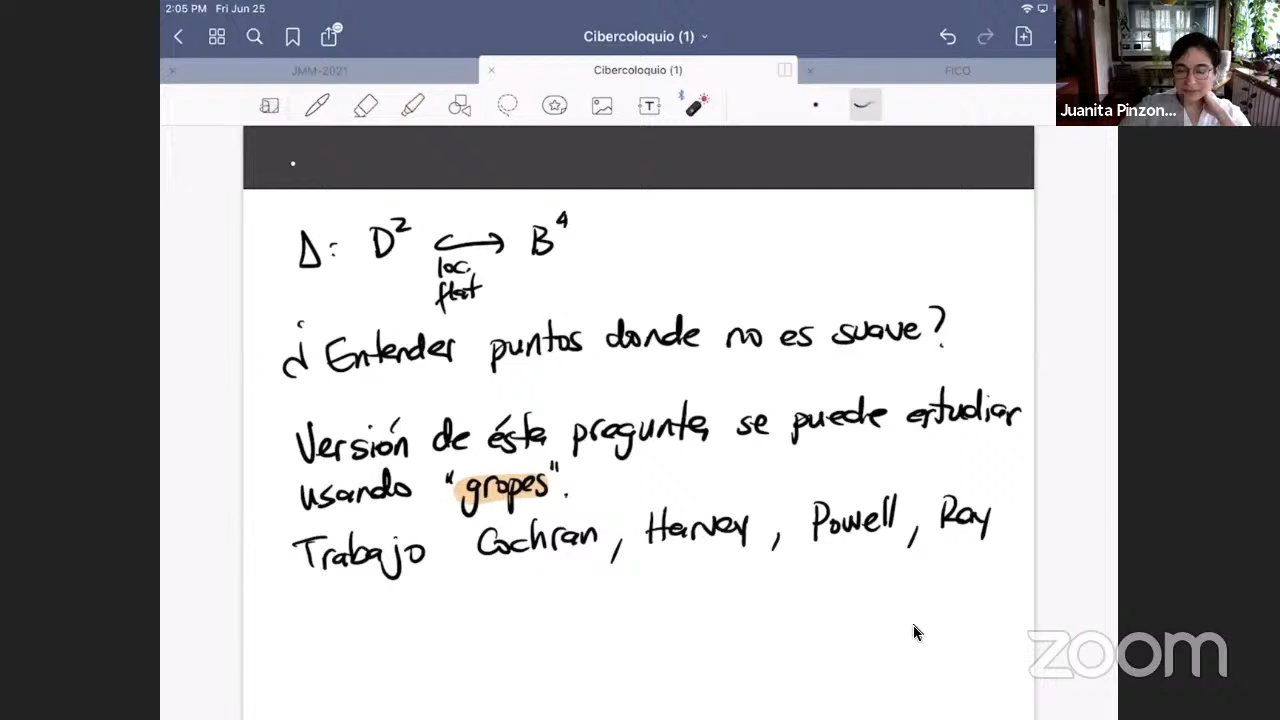 2:05 PM Fri Jun 25
Cibercoloquio (1)
JMM-2021
Cibercoloquio (1)
FICO
T
Juanita Pinzon...
Δ: D² ↪ B⁴
loc.
flat
¿Entender puntos donde no es suave?
Versión de ésta pregunta se puede estudiar
usando "gropes".
Trabajo Cochran, Harvey, Powell, Ray
zoom